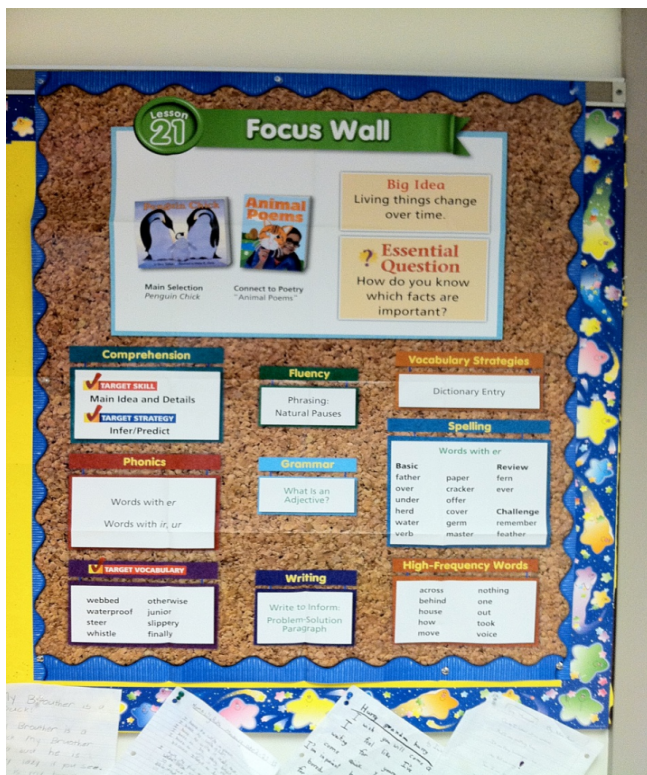 Lesson
21
Focus Wall
Penguin Chick
Animal
Poems
Main Selection
Penguin Chick
Connect to Poetry
"Animal Poems"
Big Idea
Living things change
over time.
? Essential
Question
How do you know
which facts are
important?
Comprehension
TARGET SKILL
Main Idea and Details
TARGET STRATEGY
Infer/Predict
Fluency
Phrasing:
Natural Pauses
Vocabulary Strategies
Dictionary Entry
Phonics
Words with er
Words with ir, ur
Grammar
What is an
Adjective?
Spelling
Words with er
Basic
father
over
under
herd
water
verb
paper
cracker
offer
cover
germ
master
Review
fern
ever
Challenge
remember
feather
TARGET VOCABULARY
webbed
waterproof
steer
whistle
otherwise
junior
slippery
finally
Writing
Write to Inform:
Problem-Solution
Paragraph
High-Frequency Words
across
behind
house
how
move
nothing
one
out
took
voice